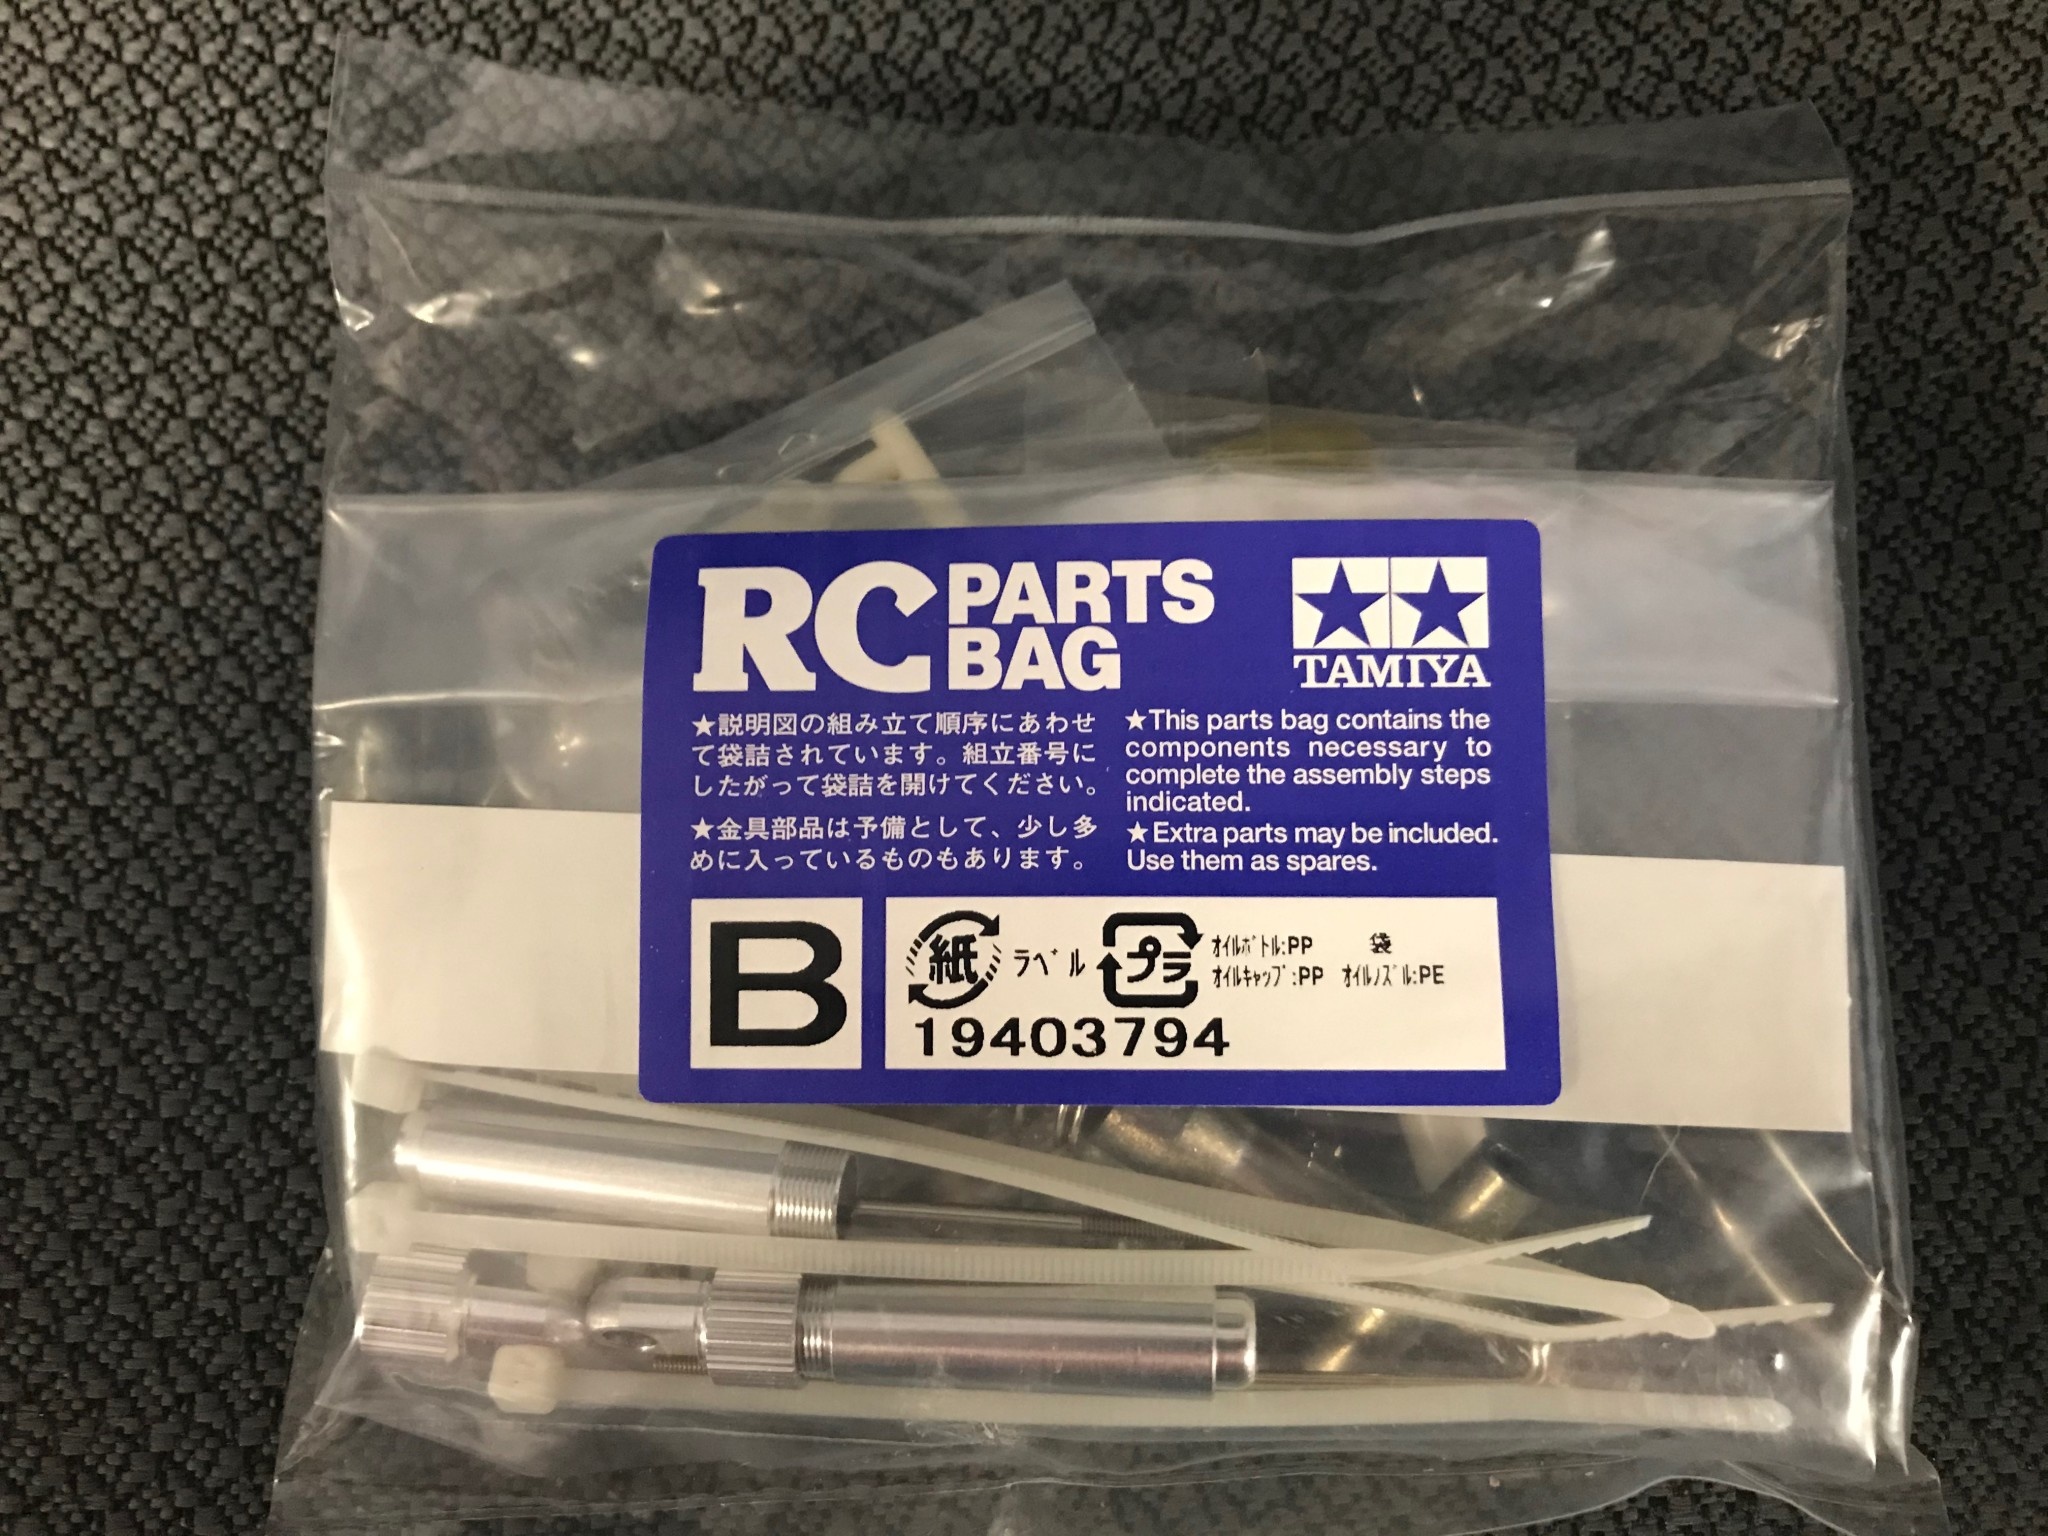 RC PARTS
BAG
TAMIYA
★説明図の組み立て順序にあわせ
て袋詰されています。組立番号に
したがって袋詰を開けてください。
★金具部品は予備として、少し多
めに入っているものもあります。
★This parts bag contains the
components necessary to
complete the assembly steps
indicated.
★Extra parts may be included.
Use them as spares.
B
紙 ラベル プラ ｵｲﾙﾎﾞﾄﾙ:PP 袋
ｵｲﾙｷｬｯﾌﾟ:PP ｵｲﾙﾉｽﾞﾙ:PE
19403794